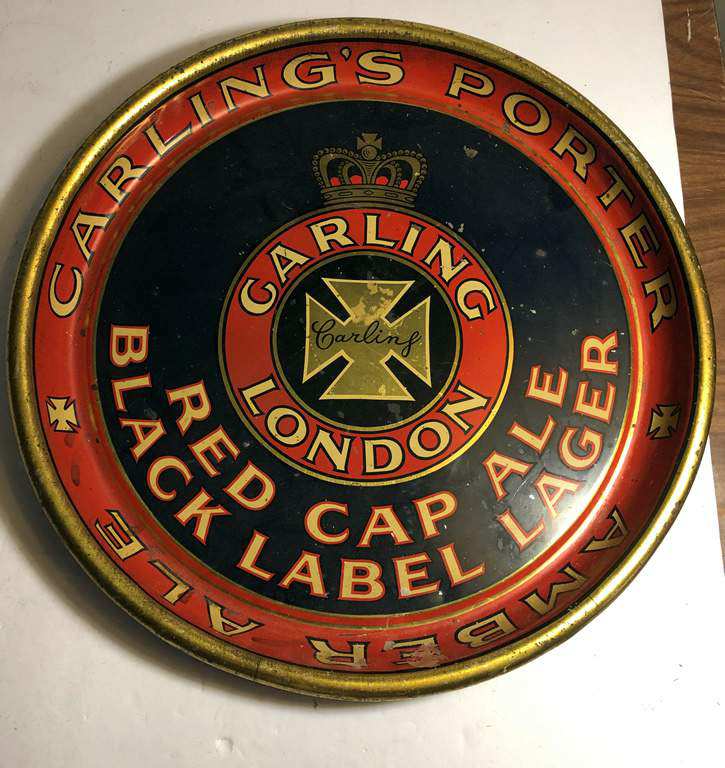 CARLING'S PORTER
CARLING
Carling
LONDON
RED CAP ALE
BLACK LABEL LAGER
AMBER ALE